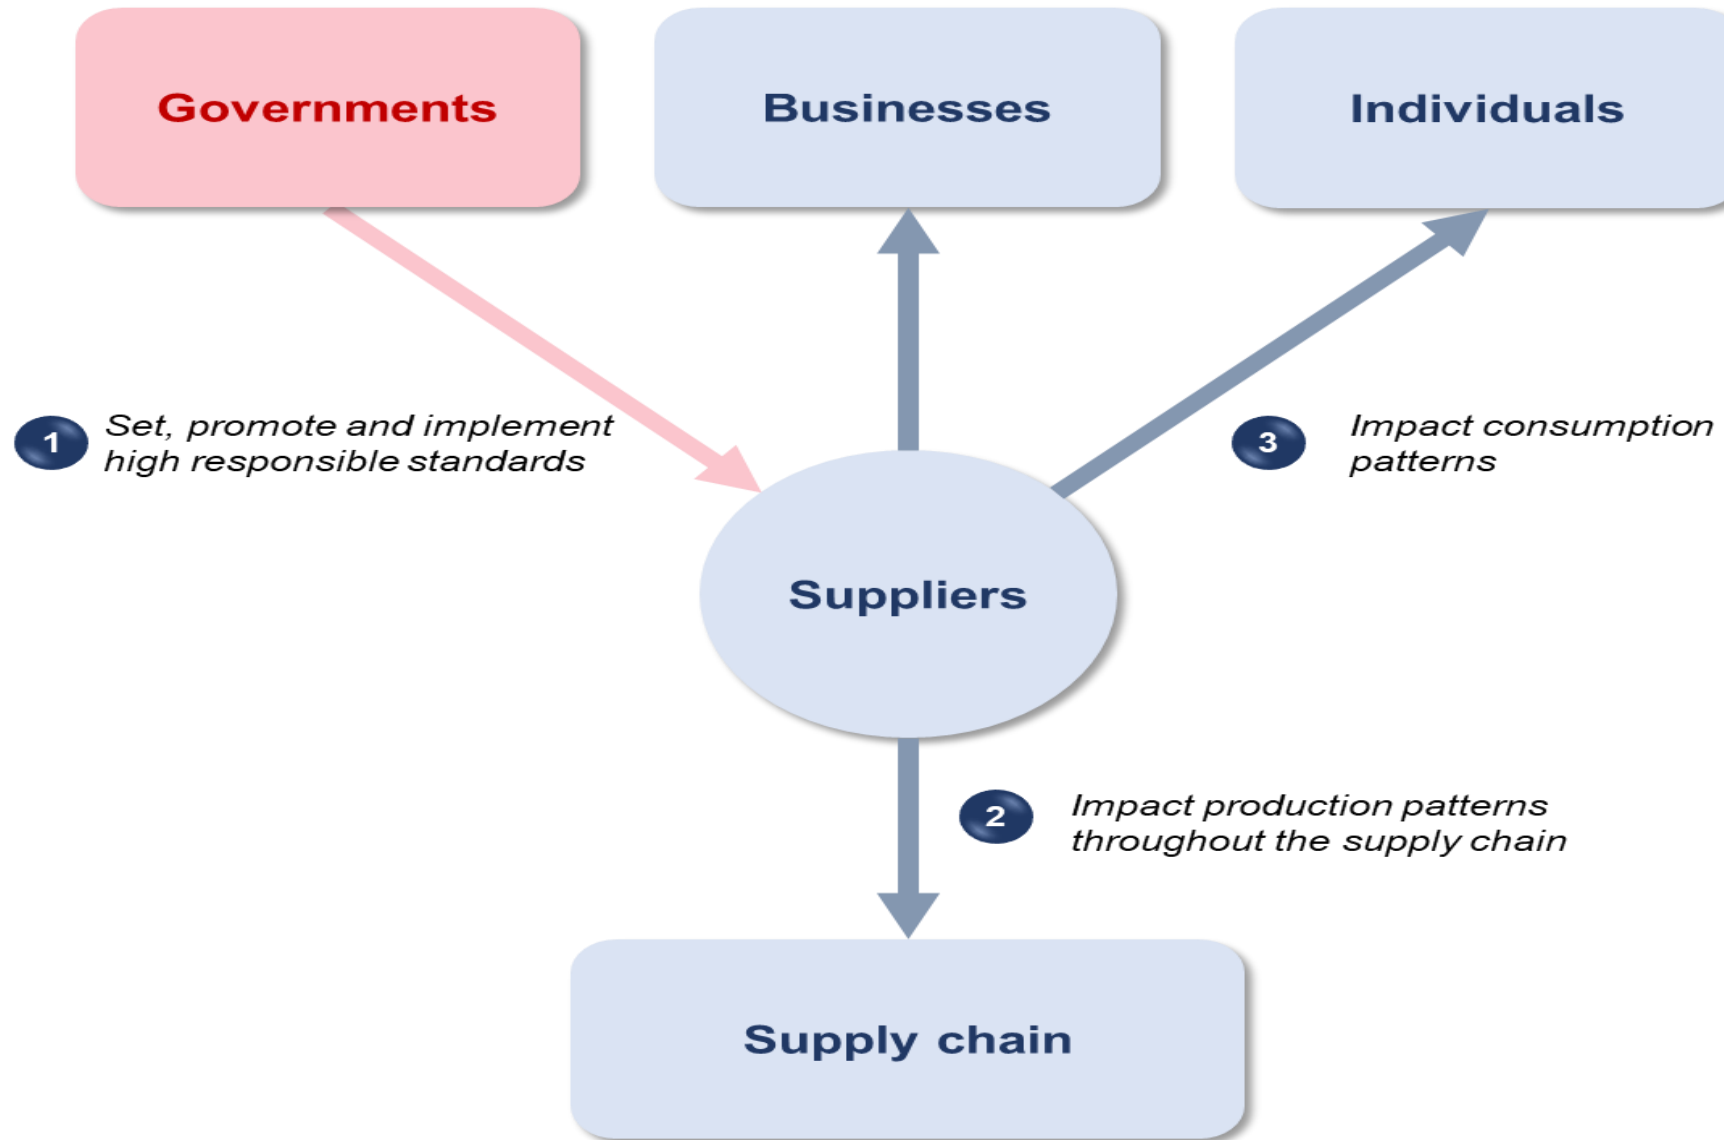 Governments
Businesses
Individuals
1
Set, promote and implement
high responsible standards
3
Impact consumption
patterns
Suppliers
2
Impact production patterns
throughout the supply chain
Supply chain